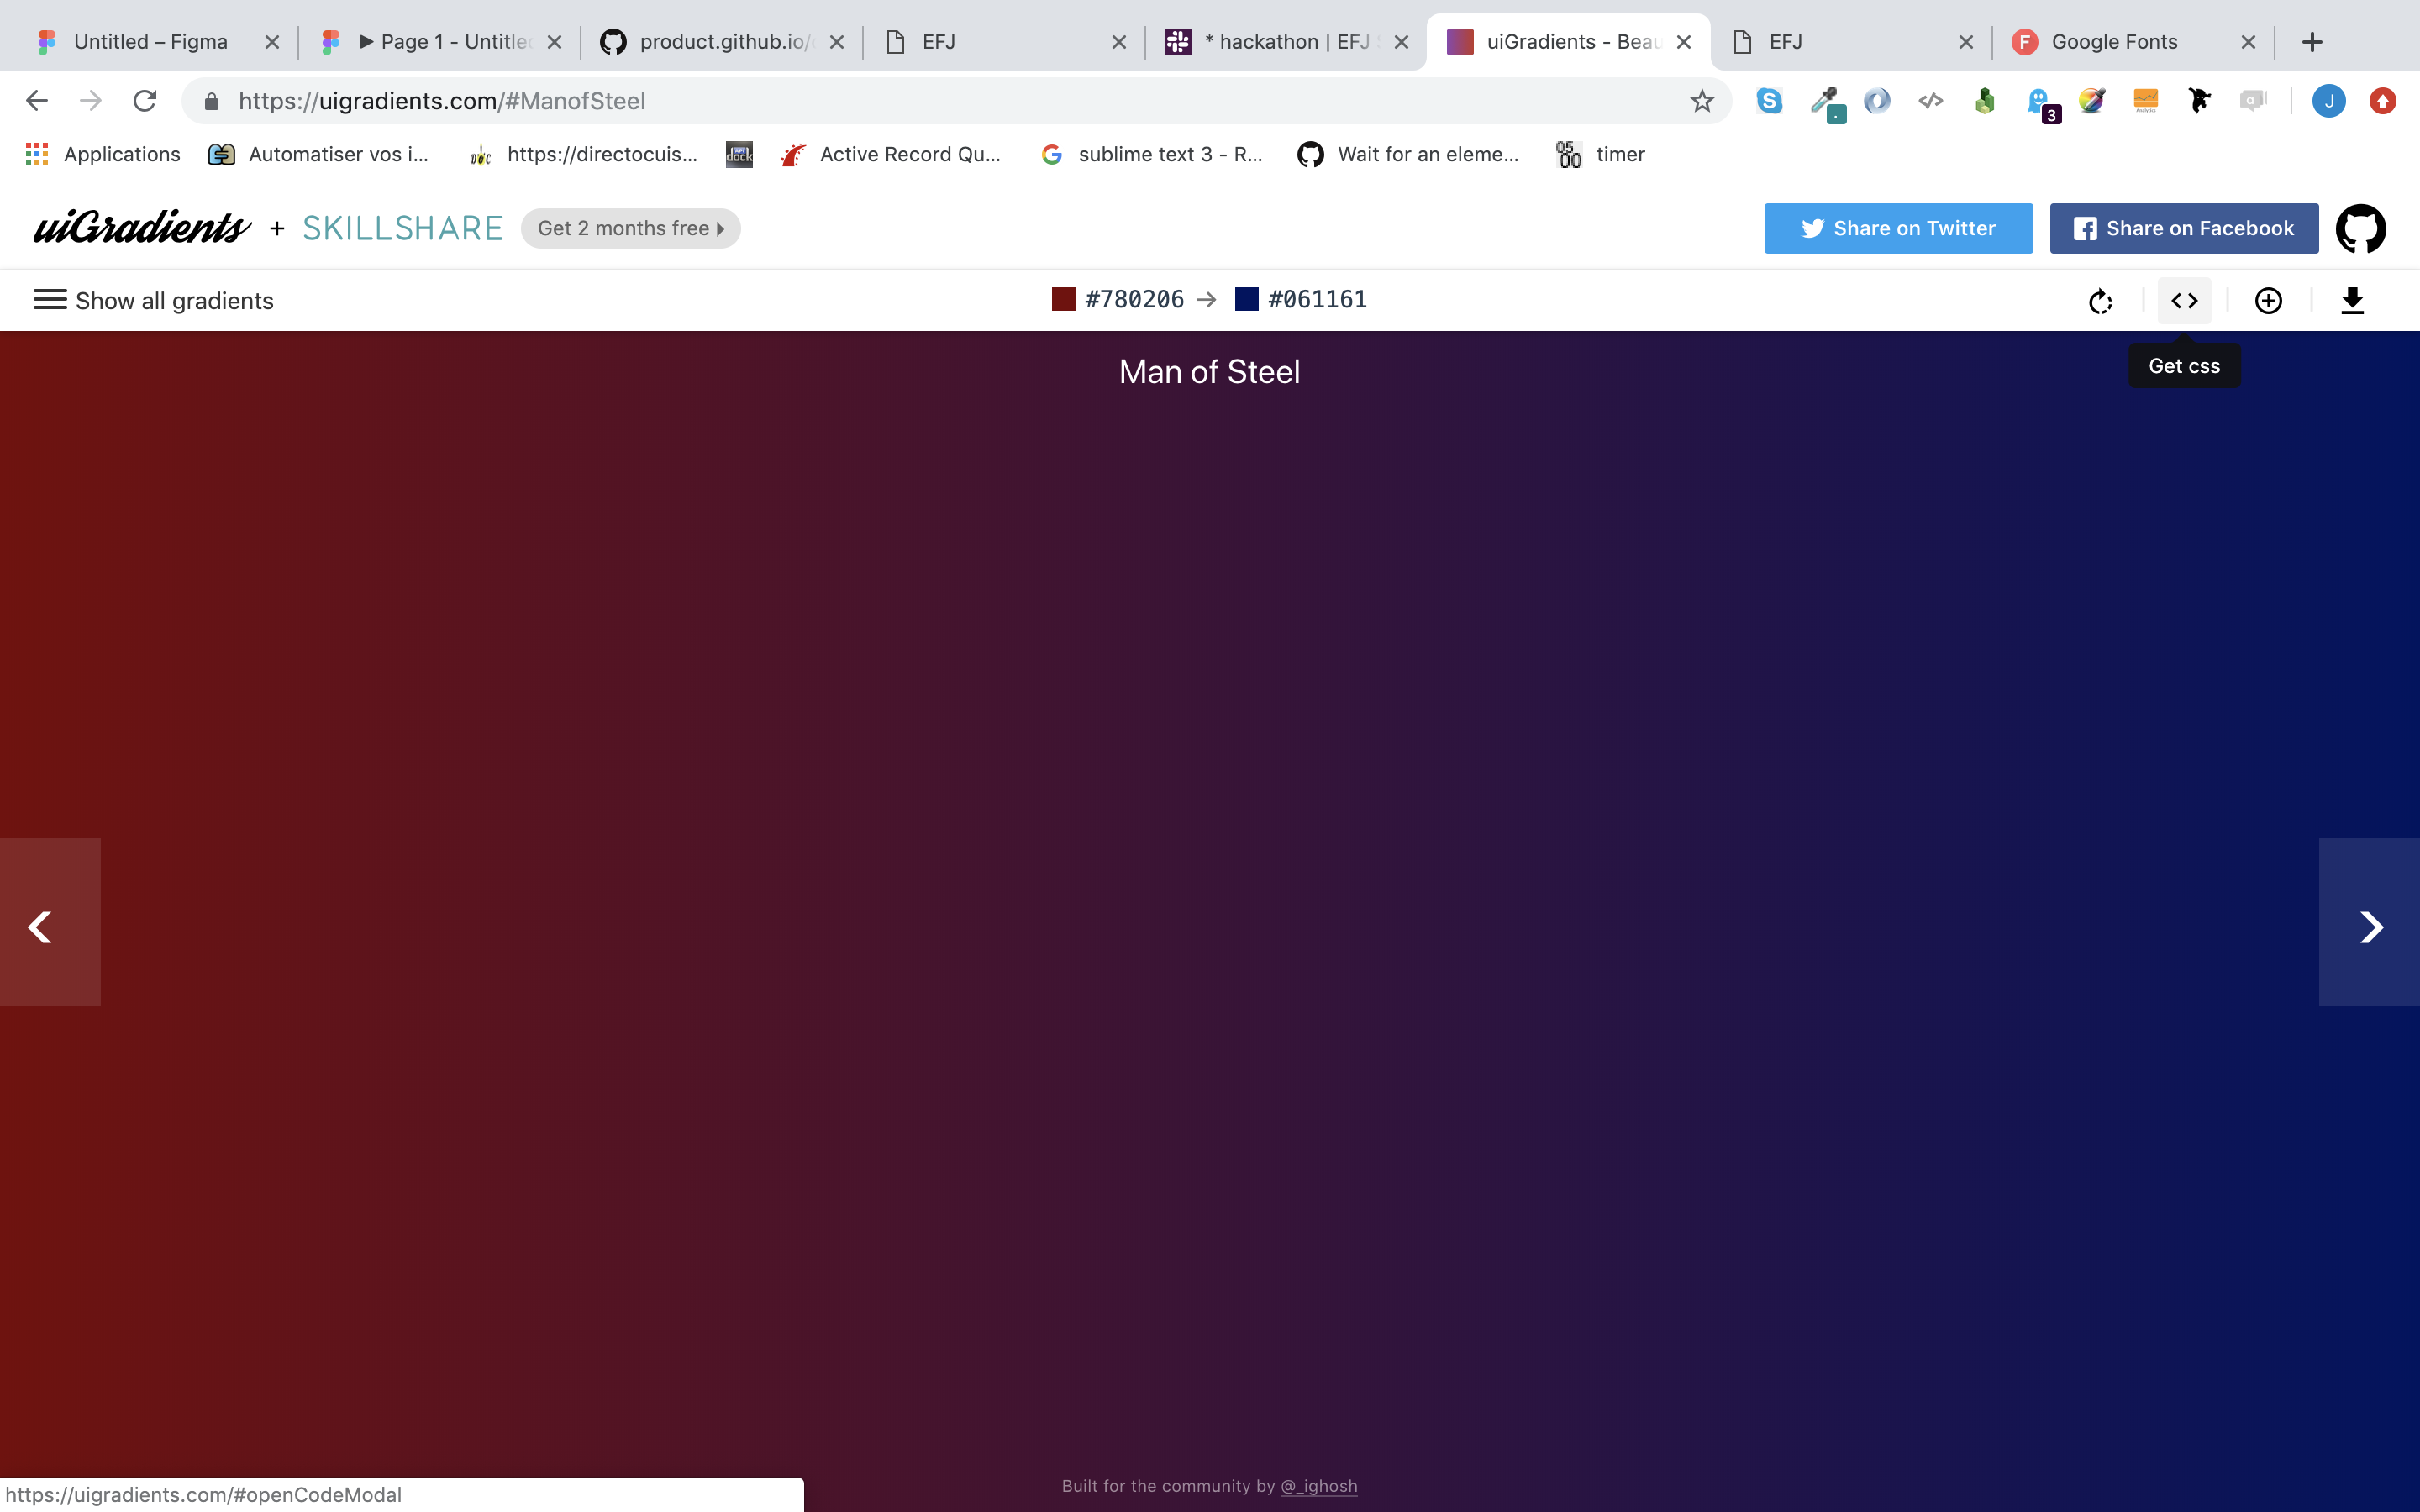 Untitled – Figma
Page 1 - Untitled
product.github.io/
EFJ
* hackathon | EFJ
uiGradients - Beau
EFJ
Google Fonts
https://uigradients.com/#ManofSteel
3
J
Applications
Automatiser vos i...
https://directocuis...
Active Record Qu...
sublime text 3 - R...
Wait for an eleme...
05 00 timer
uiGradients + SKILLSHARE Get 2 months free
Share on Twitter
Share on Facebook
Show all gradients
#780206 → #061161
Man of Steel
Get css
Built for the community by @_ighosh
https://uigradients.com/#openCodeModal